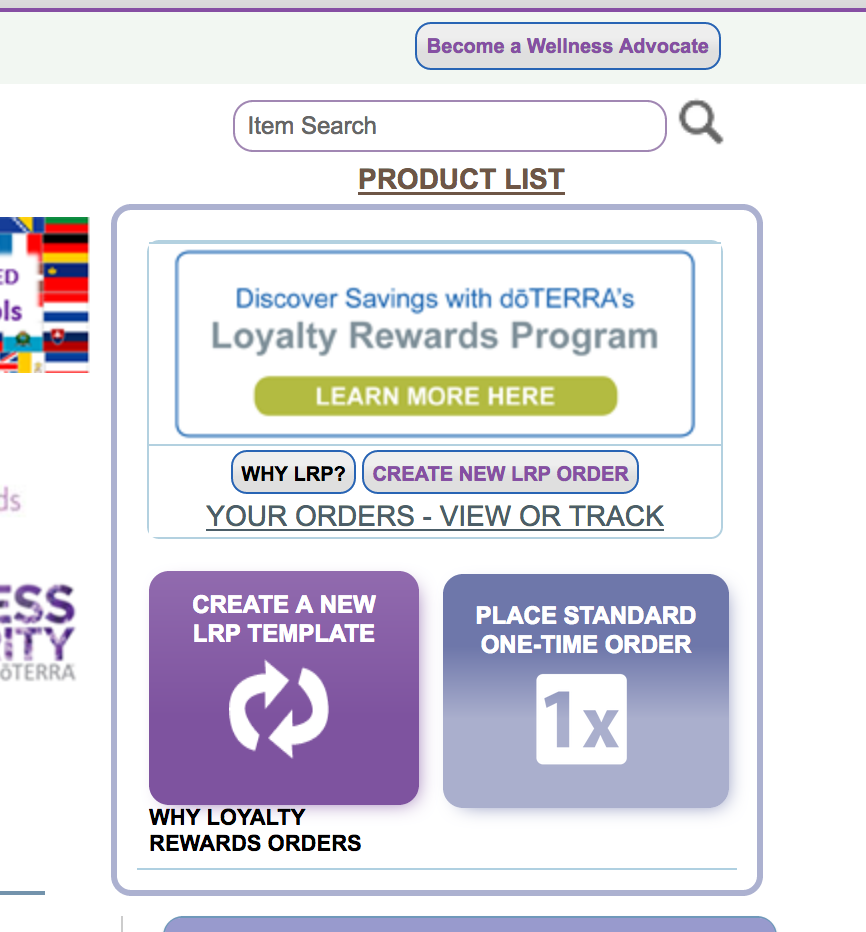 Become a Wellness Advocate
Item Search
PRODUCT LIST
ED
ols
Discover Savings with dōTERRA's
Loyalty Rewards Program
LEARN MORE HERE
WHY LRP?
CREATE NEW LRP ORDER
YOUR ORDERS - VIEW OR TRACK
ds
ESS
RITY
dōTERRA
CREATE A NEW
LRP TEMPLATE
PLACE STANDARD
ONE-TIME ORDER
1x
WHY LOYALTY
REWARDS ORDERS